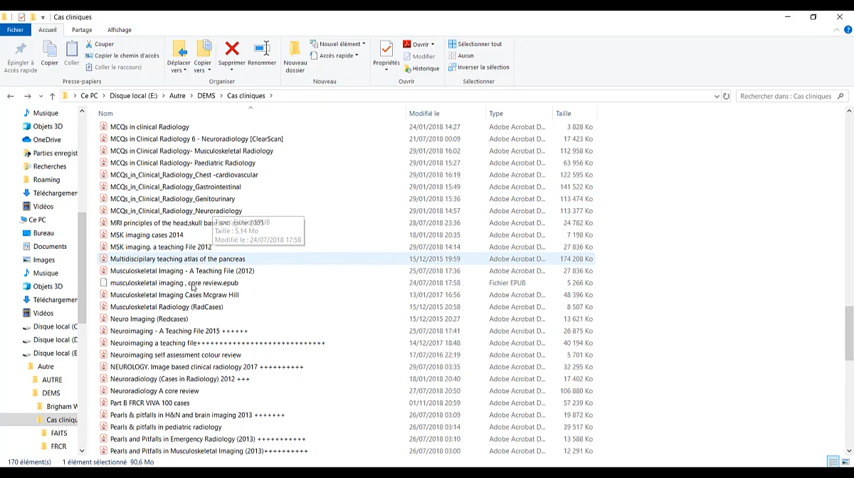 Cas cliniques
Fichier Accueil Partage Affichage
Épingler à Accès rapide
Copier
Coller
Couper
Copier le chemin d'accès
Coller le raccourci
Presse-papiers
Déplacer vers
Copier vers
Supprimer
Renommer
Organiser
Nouveau dossier
Nouvel élément
Accès rapide
Nouveau
Propriétés
Ouvrir
Modifier
Historique
Ouvrir
Sélectionner tout
Aucun
Inverser la sélection
Sélectionner
Ce PC > Disque local (E:) > Autre > DEMS > Cas cliniques >
Rechercher dans : Cas cliniques
Musique
Objets 3D
OneDrive
Parties enregist
Recherches
Roaming
Téléchargemer
Vidéos
Ce PC
Bureau
Documents
Images
Musique
Objets 3D
Téléchargemer
Vidéos
Disque local (
Disque local (D
Disque local (E
Autre
AUTRE
DEMS
Brigham W
Cas cliniqu
FAITS
FRCR
Nom Modifié le Type Taille
MCQs in clinical Radiology 24/01/2018 14:27 Adobe Acrobat D... 3 828 Ko
MCQs in Clinical Radiology 6 - Neuroradiology [ClearScan] 21/07/2018 00:09 Adobe Acrobat D... 17 423 Ko
MCQs in Clinical Radiology- Musculoskeletal Radiology 29/01/2018 16:02 Adobe Acrobat D... 112 958 Ko
MCQs in Clinical Radiology- Paediatric Radiology 29/01/2018 15:27 Adobe Acrobat D... 63 956 Ko
MCQs_in_Clinical_Radiology_Chest -cardiovascular 29/01/2018 16:19 Adobe Acrobat D... 122 595 Ko
MCQs_in_Clinical_Radiology_Gastrointestinal 29/01/2018 15:49 Adobe Acrobat D... 141 522 Ko
MCQs_in_Clinical_Radiology_Genitourinary 29/01/2018 15:36 Adobe Acrobat D... 113 474 Ko
MCQs_in_Clinical_Radiology_Neuroradiology 29/01/2018 14:57 Adobe Acrobat D... 113 377 Ko
MRI principles of the head,skull ba 28/07/2018 23:36 Adobe Acrobat D... 24 782 Ko
MSK imaging cases 2014 18/01/2018 20:35 Adobe Acrobat D... 7 198 Ko
MSK imaging. a teaching File 2012 29/07/2018 14:14 Adobe Acrobat D... 27 836 Ko
Taille : 5,14 Mo
Modifié le : 24/07/2018 17:58
Multidiscipilary teaching atlas of the pancreas 15/12/2015 19:59 Adobe Acrobat D... 174 208 Ko
Musculoskeletal Imaging - A Teaching File (2012) 25/07/2018 17:36 Adobe Acrobat D... 27 836 Ko
musculoskeletal imaging , core review.epub 24/07/2018 17:58 Fichier EPUB 5 266 Ko
Musculoskeletal Imaging Cases Mcgraw Hill 13/01/2017 16:56 Adobe Acrobat D... 48 396 Ko
Musculoskeletal Radiology (RadCases) 15/12/2015 20:58 Adobe Acrobat D... 8 507 Ko
Neuro Imaging (Redcases) 15/12/2015 20:27 Adobe Acrobat D... 13 621 Ko
Neuroimaging - A Teaching File 2015 ++++++ 25/07/2018 17:41 Adobe Acrobat D... 26 875 Ko
Neuroimaging a teaching file++++++++++++++++++++++++++++++ 14/12/2017 18:48 Adobe Acrobat D... 40 194 Ko
Neuroimaging self assessment colour review 17/07/2018 22:19 Adobe Acrobat D... 5 701 Ko
NEUROLOGY. Image based clinical radiology 2017 ++++++++++ 29/07/2018 03:35 Adobe Acrobat D... 32 295 Ko
Neuroradiology (Cases in Radiology) 2012 +++ 18/01/2018 20:40 Adobe Acrobat D... 17 402 Ko
Neuroradiology A core review 27/07/2018 20:50 Adobe Acrobat D... 106 880 Ko
Part B FRCR VIVA 100 cases 01/11/2018 20:59 Adobe Acrobat D... 57 239 Ko
Pearls & pitfalls in H&N and brain imaging 2013 +++++++ 26/07/2018 03:09 Adobe Acrobat D... 19 872 Ko
Pearls & pitfalls in pediatric radiology 26/07/2018 03:14 Adobe Acrobat D... 39 517 Ko
Pearls and Pitfalls in Emergency Radiology (2013) +++++++++++ 26/07/2018 03:10 Adobe Acrobat D... 13 588 Ko
Pearls and Pitfalls in Musculoskeletal Imaging (2013)++++++++++ 26/07/2018 03:00 Adobe Acrobat D... 12 291 Ko
170 élément(s) 1 élément sélectionné 90,6 Mo